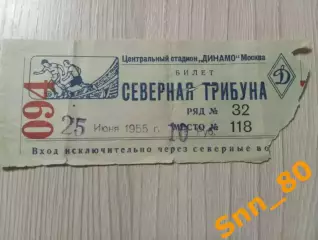 Центральный стадион „ДИНАМО" Москва
БИЛЕТ
СЕВЕРНАЯ ТРИБУНА
094
РЯД № 32
25 Июня 1955 г.
МЕСТО № 118
Вход исключительно через северные во
Д
Snn_80